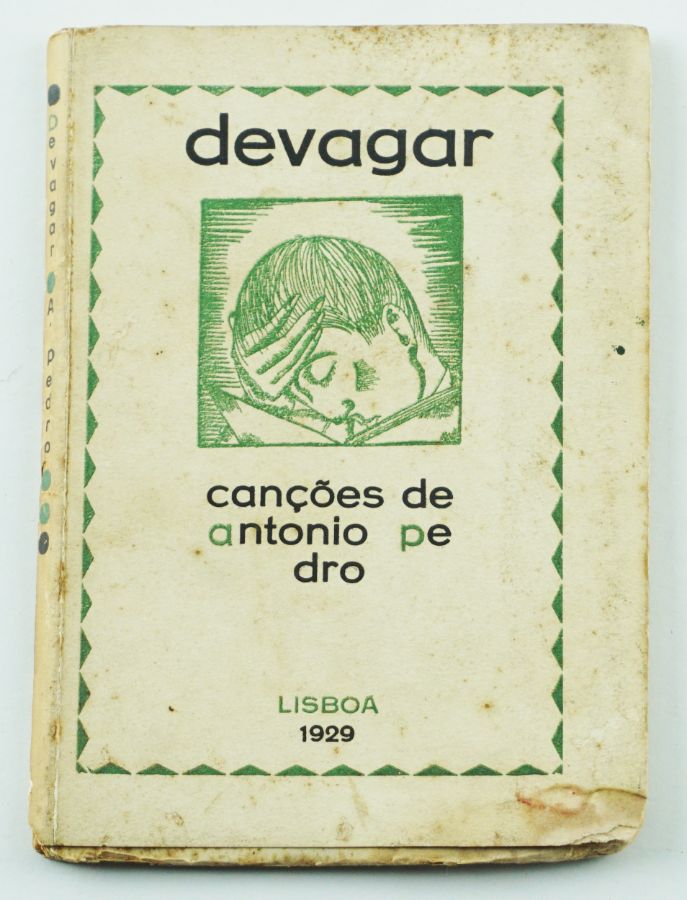 devagar
canções de
antonio pe
dro
LISBOA
1929
Devagar A. Pedro